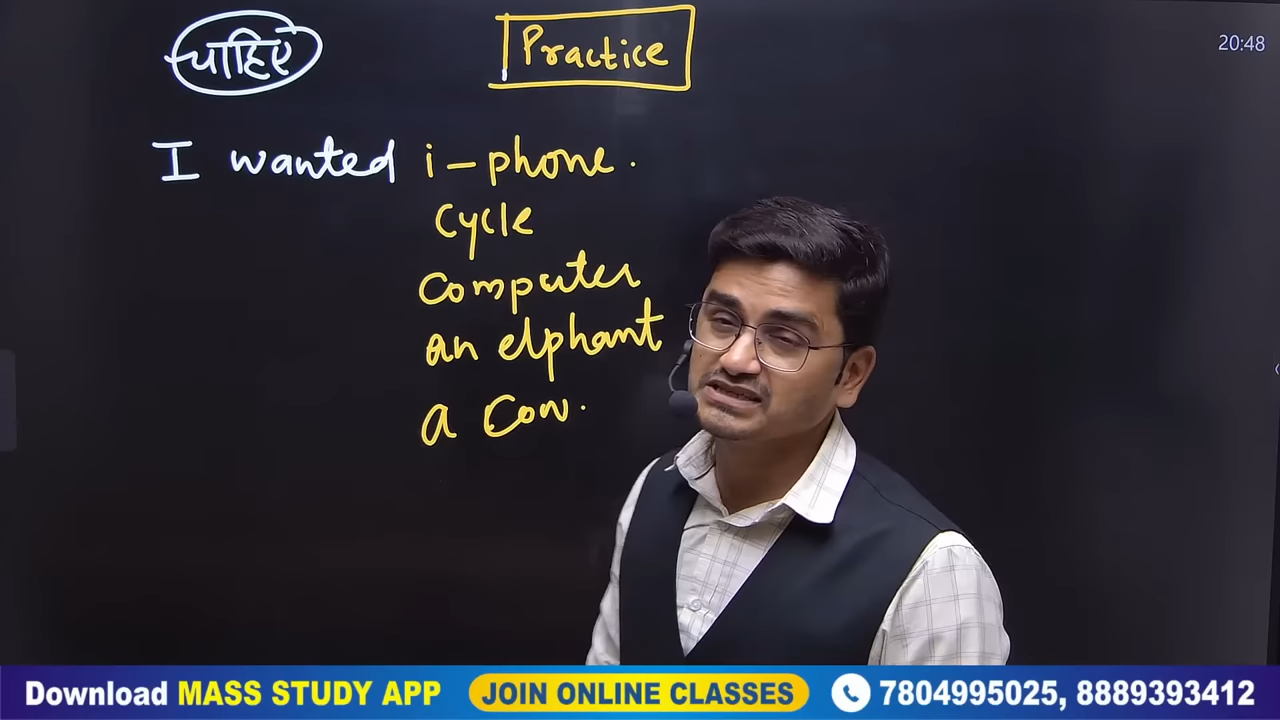 चाहिए
Practice
20:48
I wanted i-phone.
Cycle
Computer
an elphant
a Cow.
Download MASS STUDY APP JOIN ONLINE CLASSES 7804995025, 8889393412